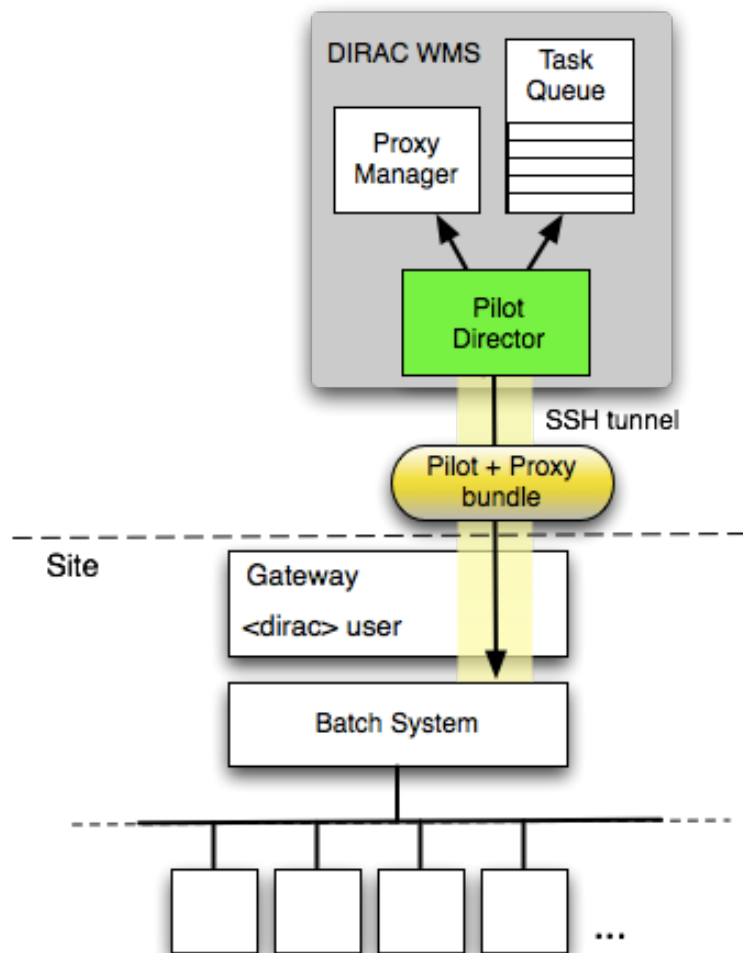 DIRAC WMS
Task
Queue
Proxy
Manager
Pilot
Director
SSH tunnel
Pilot + Proxy
bundle
Site
Gateway
<dirac> user
Batch System
...